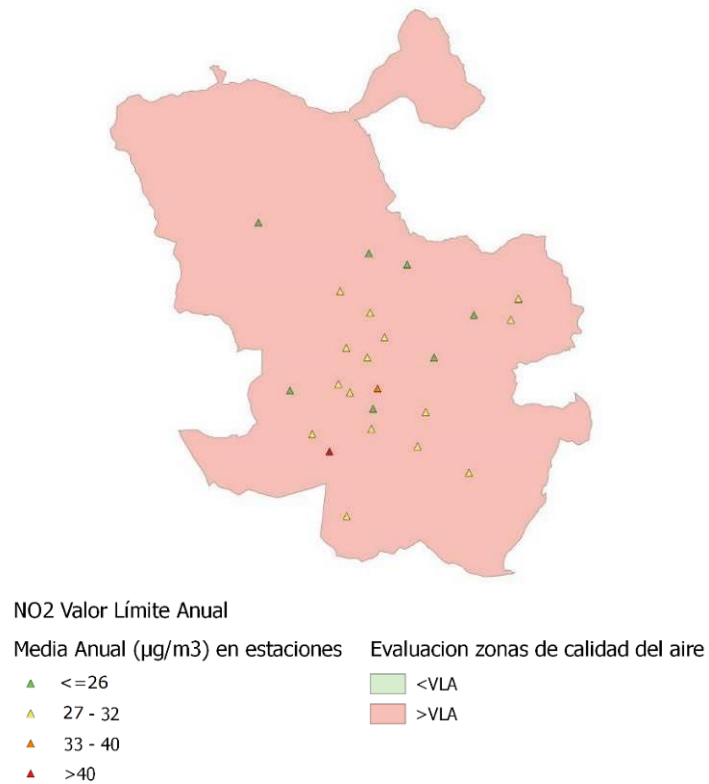 NO2 Valor Límite Anual
Media Anual (µg/m3) en estaciones
<=26
27 - 32
33 - 40
>40
Evaluacion zonas de calidad del aire
<VLA
>VLA